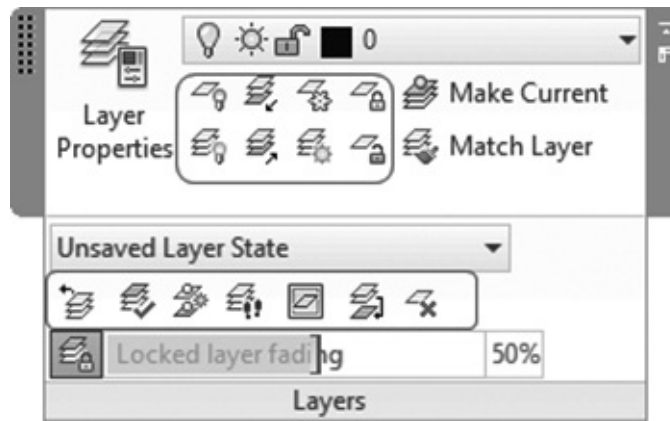 0
Layer
Properties
Make Current
Match Layer
Unsaved Layer State
Locked layer fading 50%
Layers